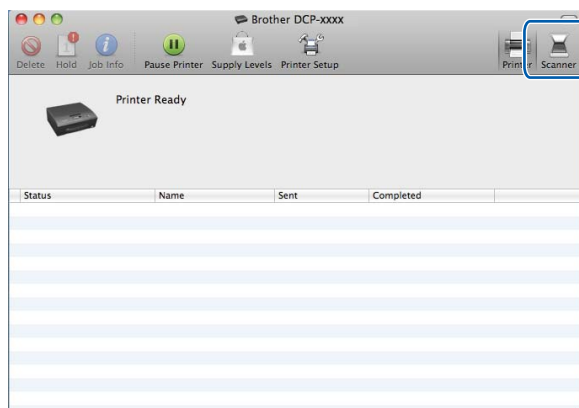 Brother DCP-xxxx
Delete Hold Job Info Pause Printer Supply Levels Printer Setup Printer Scanner
Printer Ready
Status Name Sent Completed